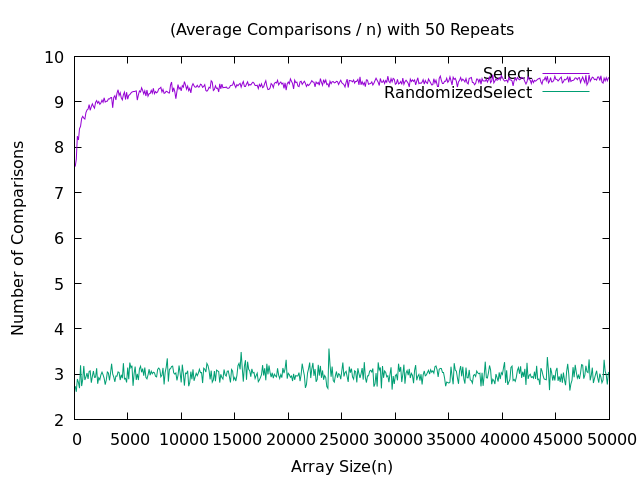 (Average Comparisons / n) with 50 Repeats
10
9
8
7
6
5
4
3
2
Number of Comparisons
Select
RandomizedSelect
0 5000 10000 15000 20000 25000 30000 35000 40000 45000 50000
Array Size(n)